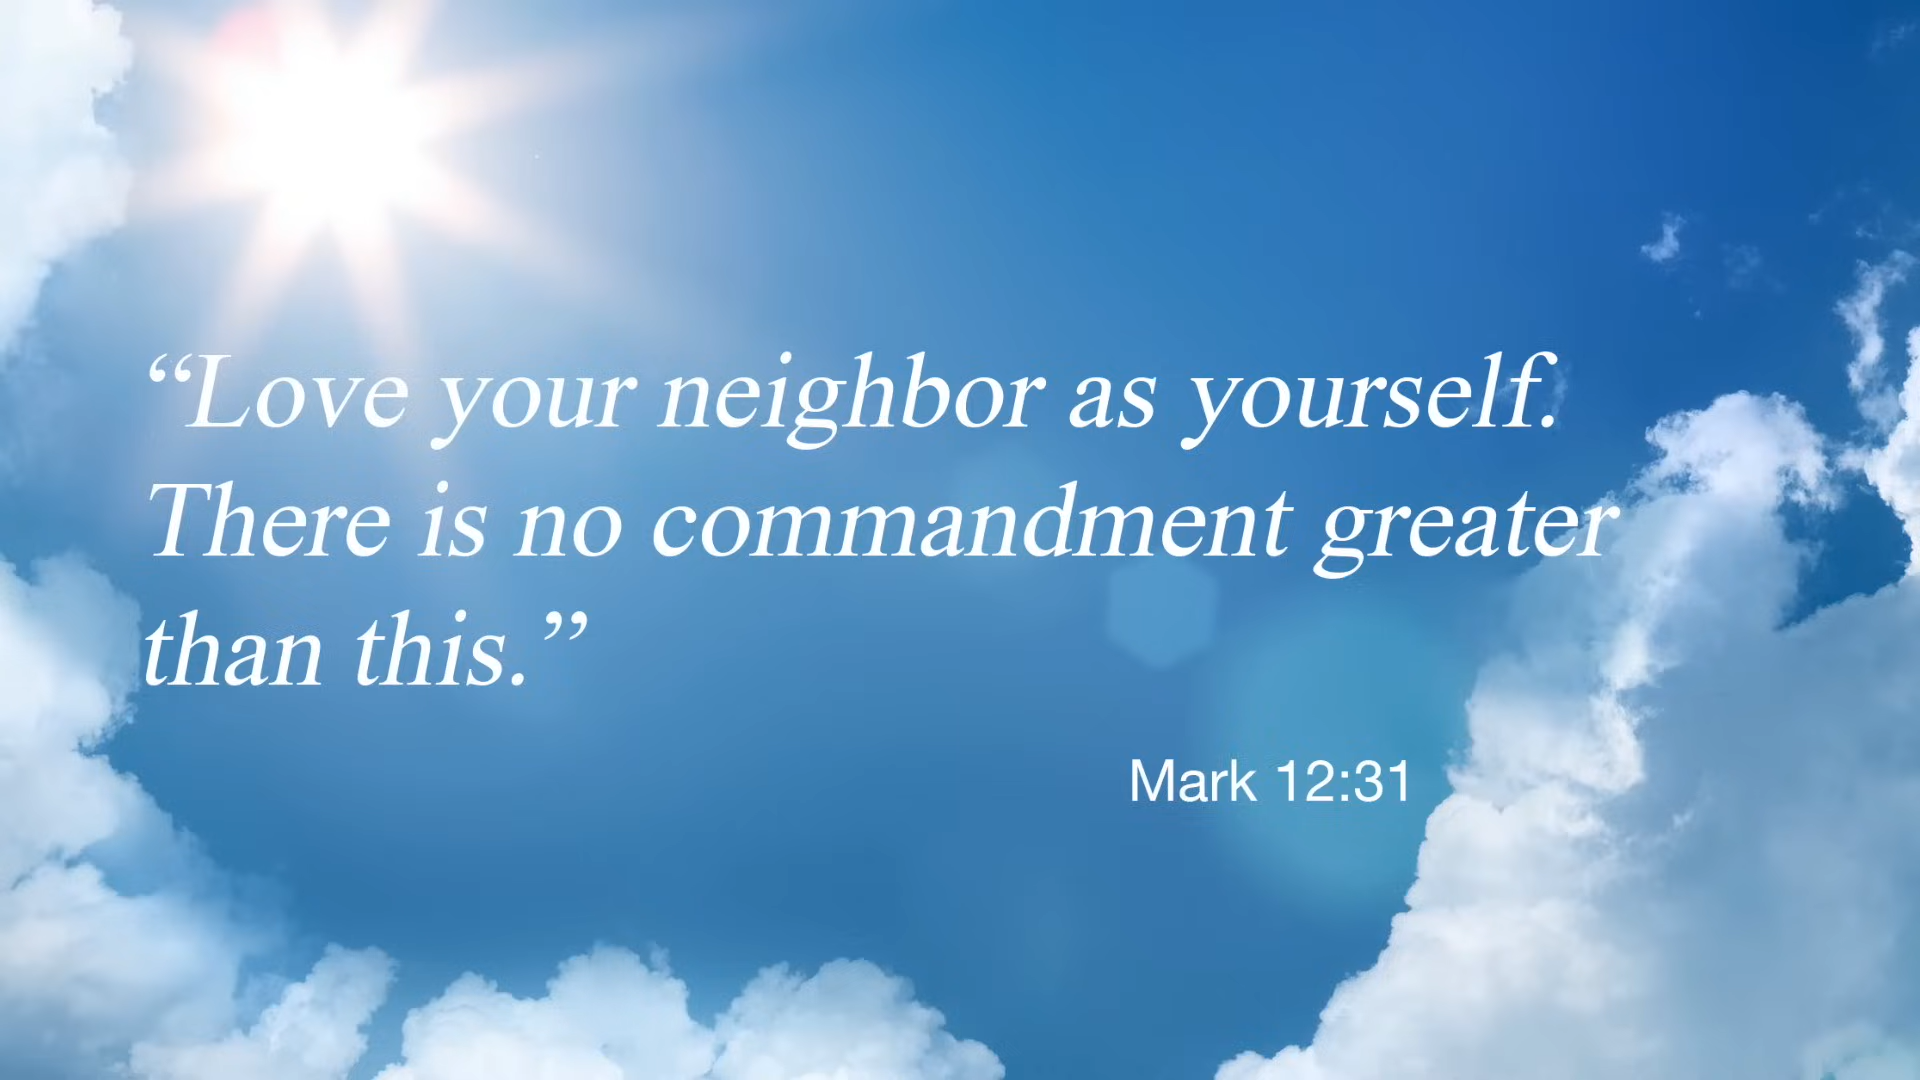 “Love your neighbor as yourself.
There is no commandment greater
than this.”
Mark 12:31